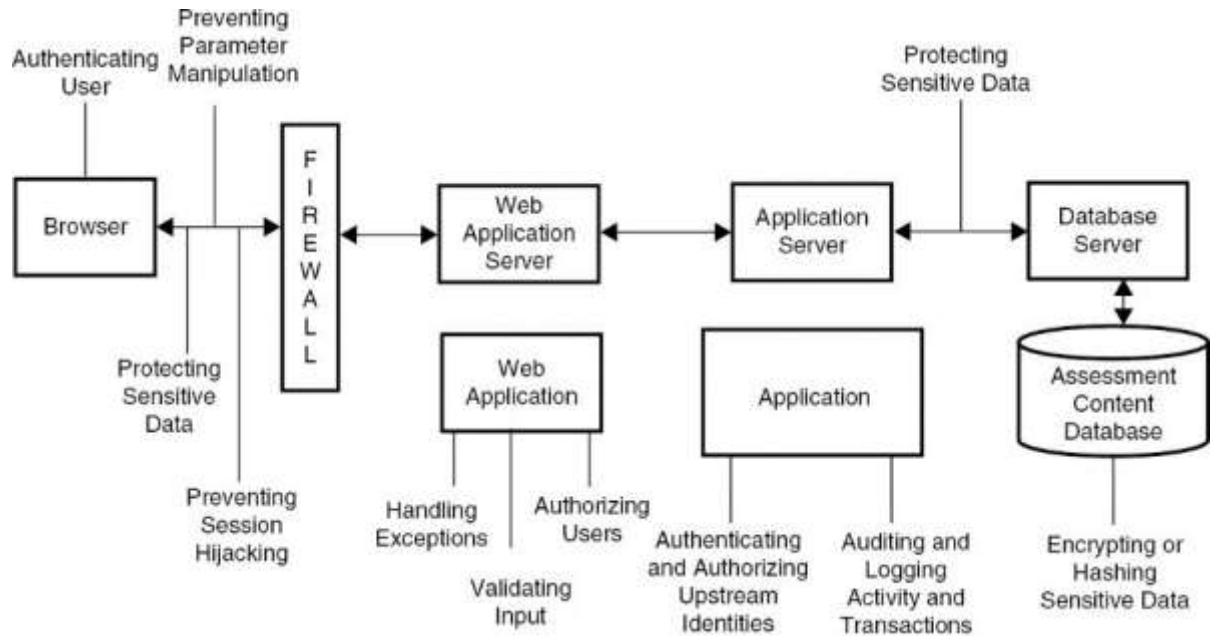 Preventing
Parameter
Manipulation
Authenticating
User
Protecting
Sensitive Data
FIREWALL
Browser
Web
Application
Server
Application
Server
Database
Server
Web
Application
Application
Assessment
Content
Database
Protecting
Sensitive
Data
Preventing
Session
Hijacking
Handling
Exceptions
Validating
Input
Authorizing
Users
Authenticating
and Authorizing
Upstream
Identities
Auditing and
Logging
Activity and
Transactions
Encrypting or
Hashing
Sensitive Data